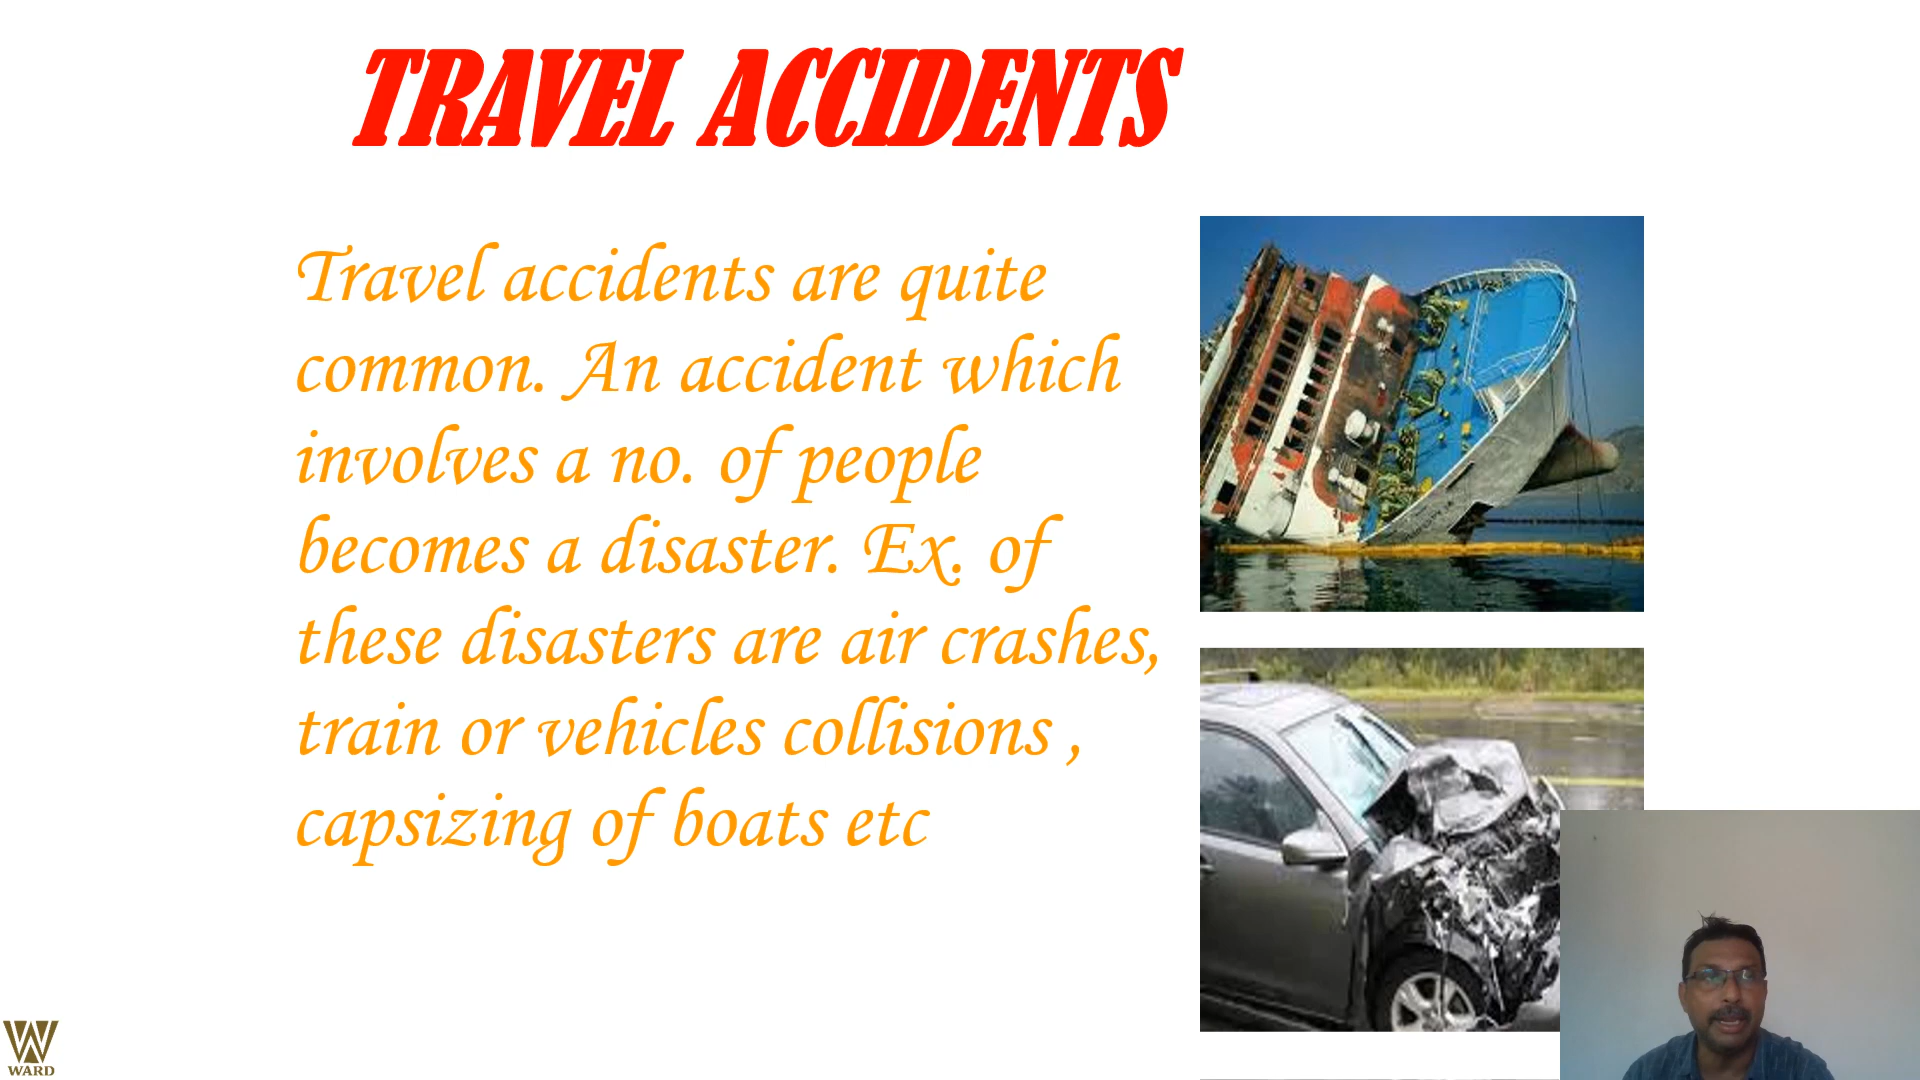 TRAVEL ACCIDENTS
Travel accidents are quite
common. An accident which
involves a no. of people
becomes a disaster. Ex. of
these disasters are air crashes,
train or vehicles collisions ,
capsizing of boats etc
WARD